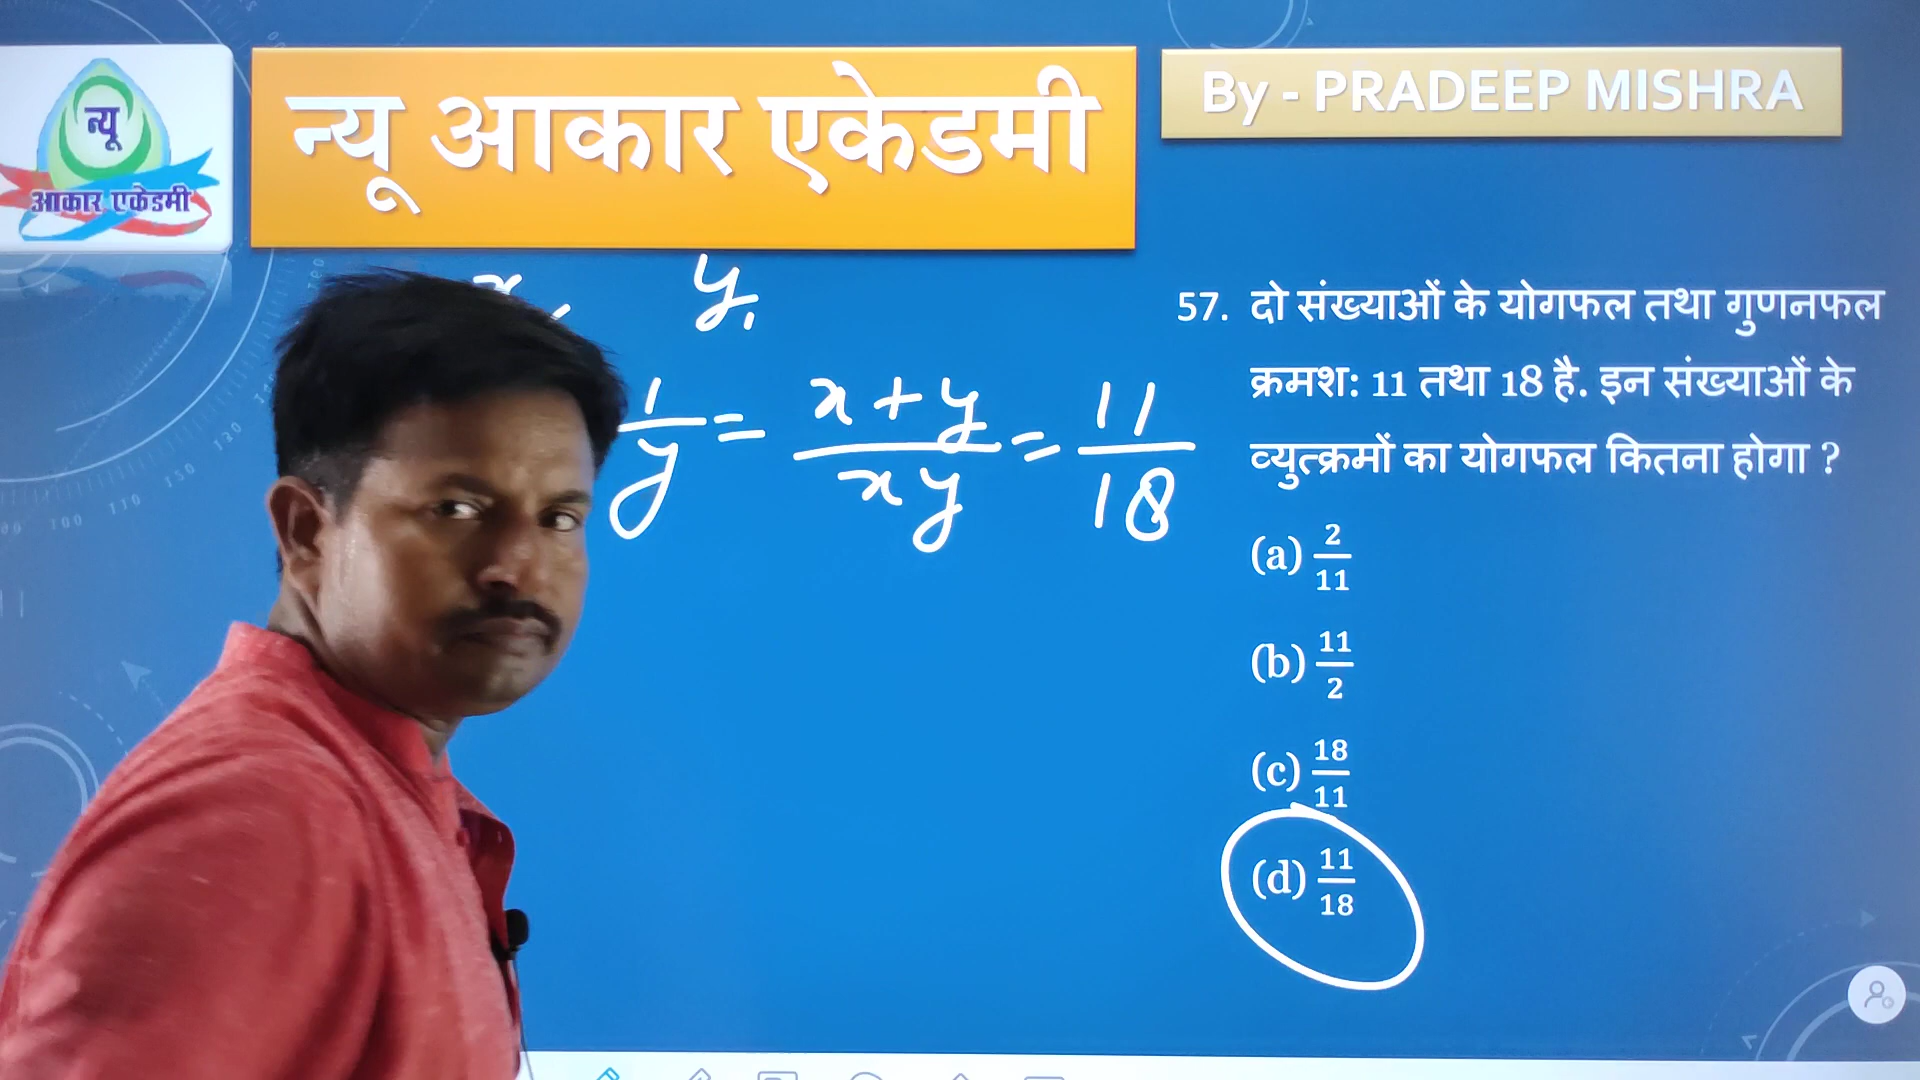 न्यू
आकार एकेडमी
न्यू आकार एकेडमी
By - PRADEEP MISHRA
x, y,
1/y = x+y/xy = 11/18
57. दो संख्याओं के योगफल तथा गुणनफल
क्रमश: 11 तथा 18 है. इन संख्याओं के
व्युत्क्रमों का योगफल कितना होगा ?
(a) 2/11
(b) 11/2
(c) 18/11
(d) 11/18